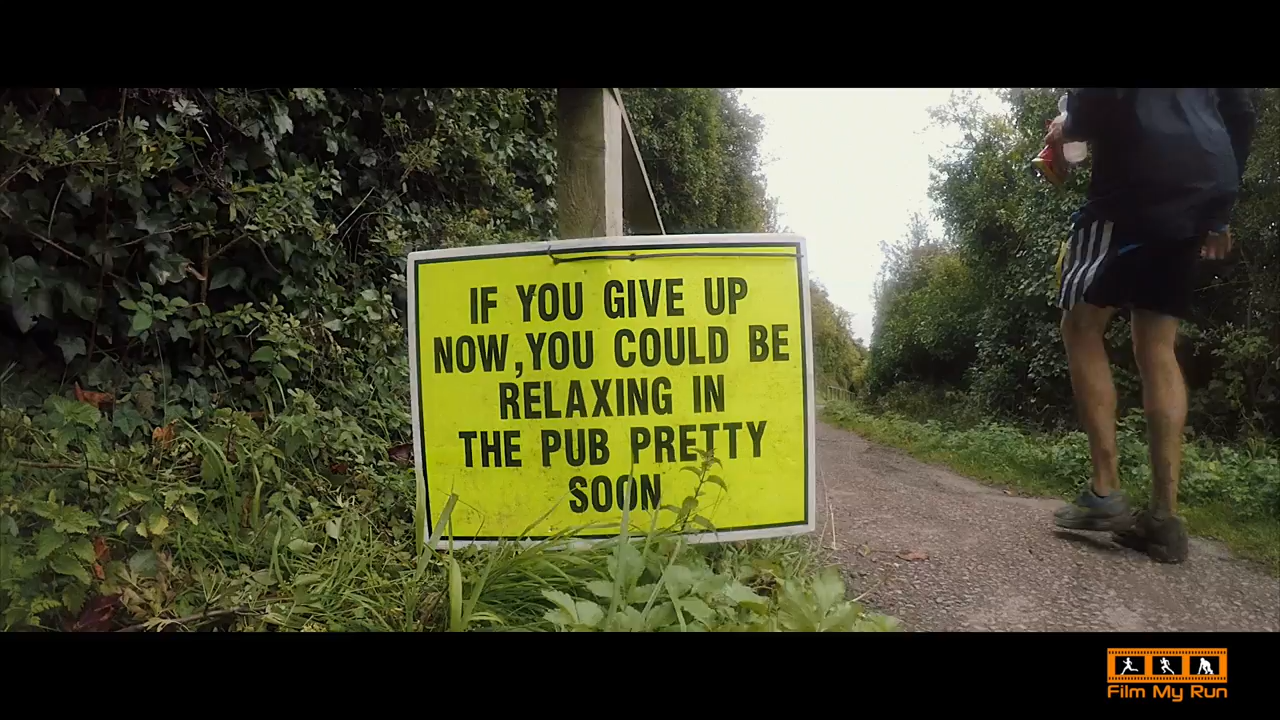 IF YOU GIVE UP
NOW, YOU COULD BE
RELAXING IN
THE PUB PRETTY
SOON
Film My Run